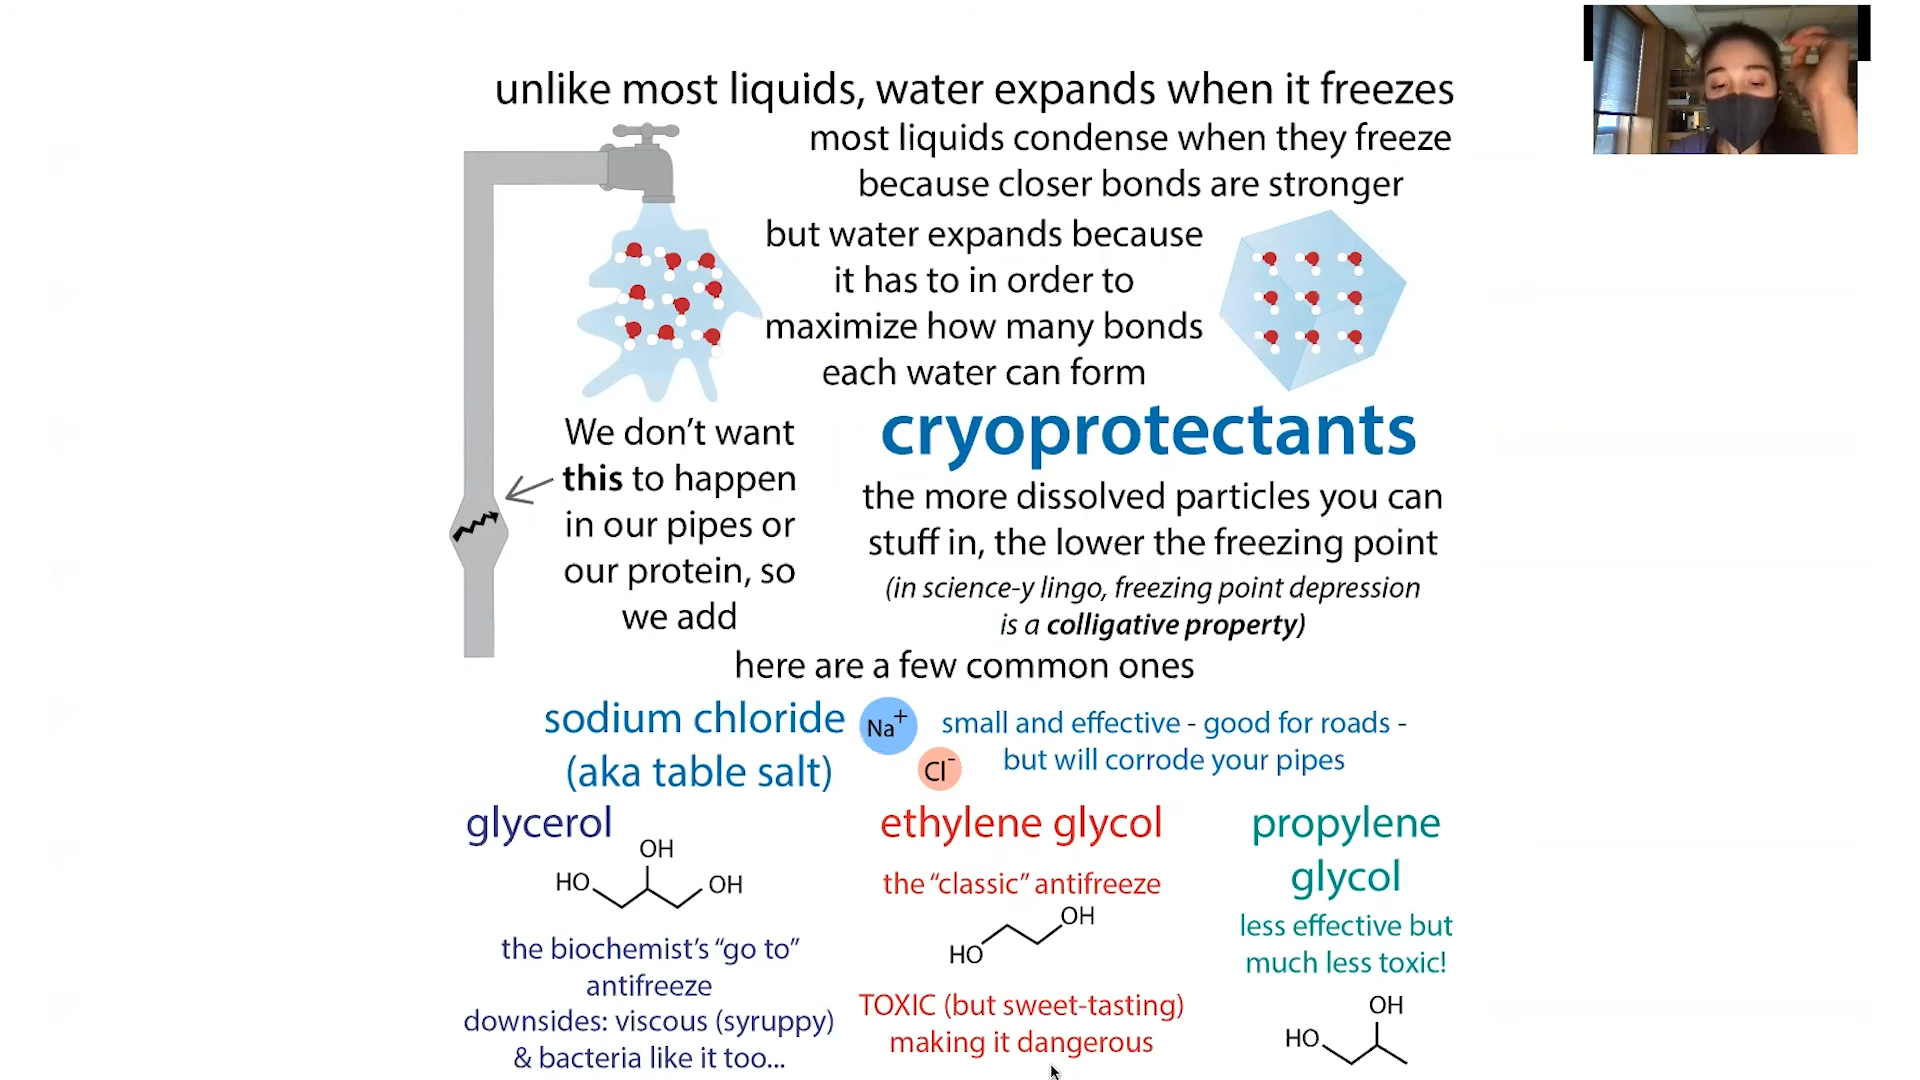 unlike most liquids, water expands when it freezes
most liquids condense when they freeze
because closer bonds are stronger
but water expands because
it has to in order to
maximize how many bonds
each water can form
We don’t want
this to happen
in our pipes or
our protein, so
we add
cryoprotectants
the more dissolved particles you can
stuff in, the lower the freezing point
(in science-y lingo, freezing point depression
is a colligative property)
here are a few common ones
sodium chloride
(aka table salt)
Na+
Cl-
small and effective - good for roads -
but will corrode your pipes
glycerol
OH
HO
OH
the biochemist’s “go to”
antifreeze
downsides: viscous (syruppy)
& bacteria like it too...
ethylene glycol
the “classic” antifreeze
OH
HO
TOXIC (but sweet-tasting)
making it dangerous
propylene
glycol
less effective but
much less toxic!
OH
HO